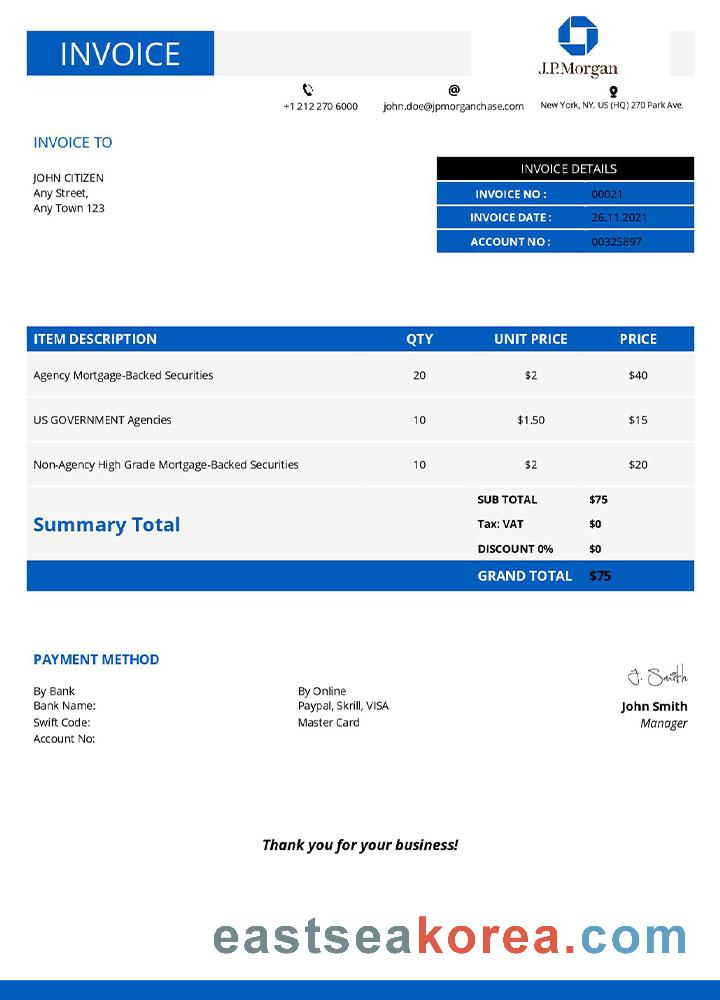 INVOICE
J.P.Morgan
+1 212 270 6000
john.doe@jpmorganchase.com
New York, NY, US (HQ) 270 Park Ave.
INVOICE TO
JOHN CITIZEN
Any Street,
Any Town 123
INVOICE DETAILS
INVOICE NO : 00021
INVOICE DATE : 26.11.2021
ACCOUNT NO : 00325897
ITEM DESCRIPTION QTY UNIT PRICE PRICE
Agency Mortgage-Backed Securities 20 $2 $40
US GOVERNMENT Agencies 10 $1.50 $15
Non-Agency High Grade Mortgage-Backed Securities 10 $2 $20
Summary Total
SUB TOTAL $75
Tax: VAT $0
DISCOUNT 0% $0
GRAND TOTAL $75
PAYMENT METHOD
By Bank
Bank Name:
Swift Code:
Account No:
By Online
Paypal, Skrill, VISA
Master Card
J. Smith
John Smith
Manager
Thank you for your business!
eastseakorea.com